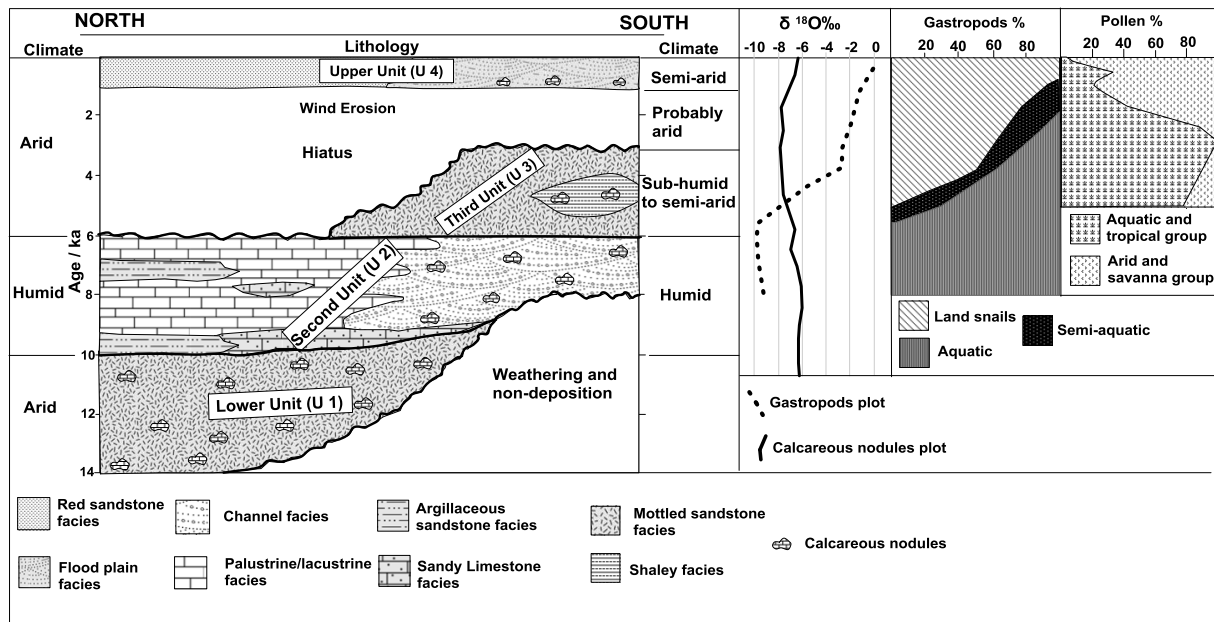 NORTH
SOUTH
Climate
Lithology
Climate
δ ¹⁸O‰
-10 -8 -6 -4 -2 0
Gastropods %
20 40 60 80
Pollen %
20 40 60 80
Upper Unit (U 4)
Semi-arid
Wind Erosion
Probably
arid
2
Arid
Hiatus
Third Unit (U 3)
4
Sub-humid
to semi-arid
6
Age / ka
Humid
8
Second Unit (U 2)
Humid
10
Arid
Lower Unit (U 1)
Weathering and
non-deposition
12
14
Aquatic and
tropical group
Arid and
savanna group
Land snails
Semi-aquatic
Aquatic
Gastropods plot
Calcareous nodules plot
Red sandstone
facies
Channel facies
Argillaceous
sandstone facies
Mottled sandstone
facies
Calcareous nodules
Flood plain
facies
Palustrine/lacustrine
facies
Sandy Limestone
facies
Shaley facies